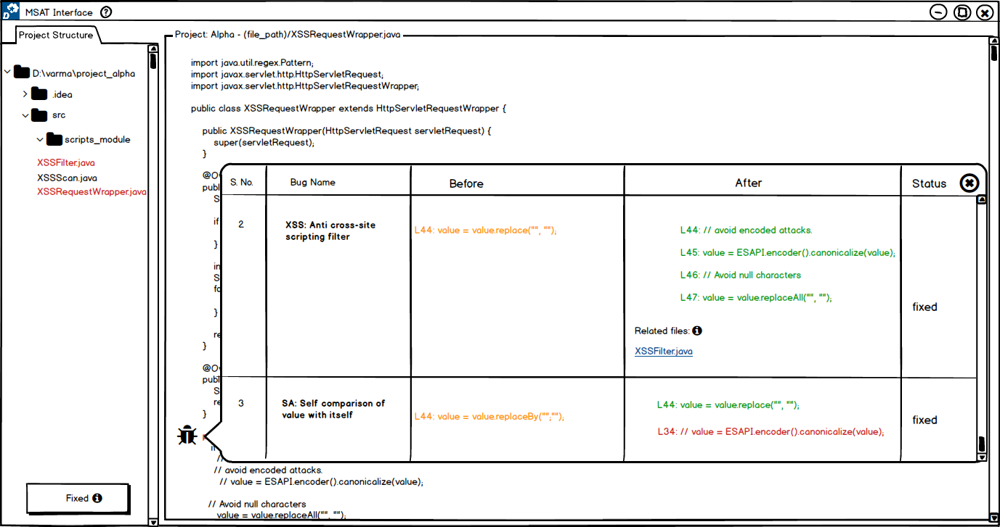 MSAT Interface ?
Project Structure
D:\varma\project_alpha
.idea
src
scripts_module
XSSFilter.java
XSSScan.java
XSSRequestWrapper.java
Fixed i
Project: Alpha - (file_path)/XSSRequestWrapper.java
import java.util.regex.Pattern;
import javax.servlet.http.HttpServletRequest;
import javax.servlet.http.HttpServletRequestWrapper;
public class XSSRequestWrapper extends HttpServletRequestWrapper {
public XSSRequestWrapper(HttpServletRequest servletRequest) {
super(servletRequest);
}
@O
publ
S
if
}
in
S
fo
}
re
}
@O
publ
S
re
}
S. No. Bug Name Before After Status
2 XSS: Anti cross-site
scripting filter
L44: value = value.replace("", "");
L44: // avoid encoded attacks.
L45: value = ESAPI.encoder().canonicalize(value);
L46: // Avoid null characters
L47: value = value.replaceAll("", "");
Related files: i
XSSFilter.java
fixed
3 SA: Self comparison of
value with itself
L44: value = value.replaceBy("","");
L44: value = value.replace("", "");
L34: // value = ESAPI.encoder().canonicalize(value);
fixed
//
// avoid encoded attacks.
// value = ESAPI.encoder().canonicalize(value);
// Avoid null characters
value = value.replaceAll("", "");